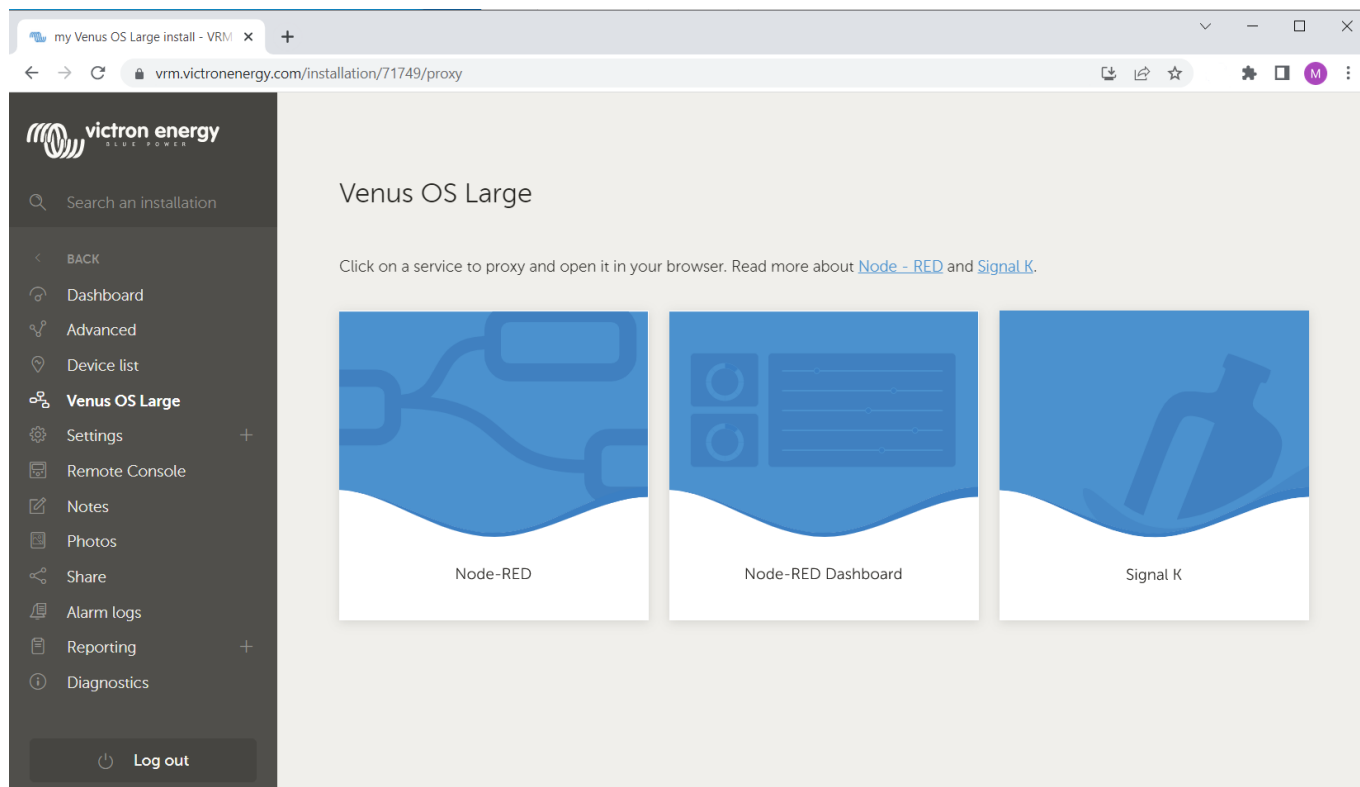 my Venus OS Large install - VRM
vrm.victronenergy.com/installation/71749/proxy
M
victron energy
BLUE POWER
Search an installation
BACK
Dashboard
Advanced
Device list
Venus OS Large
Settings
Remote Console
Notes
Photos
Share
Alarm logs
Reporting
Diagnostics
Log out
Venus OS Large
Click on a service to proxy and open it in your browser. Read more about Node - RED and Signal K.
Node-RED
Node-RED Dashboard
Signal K